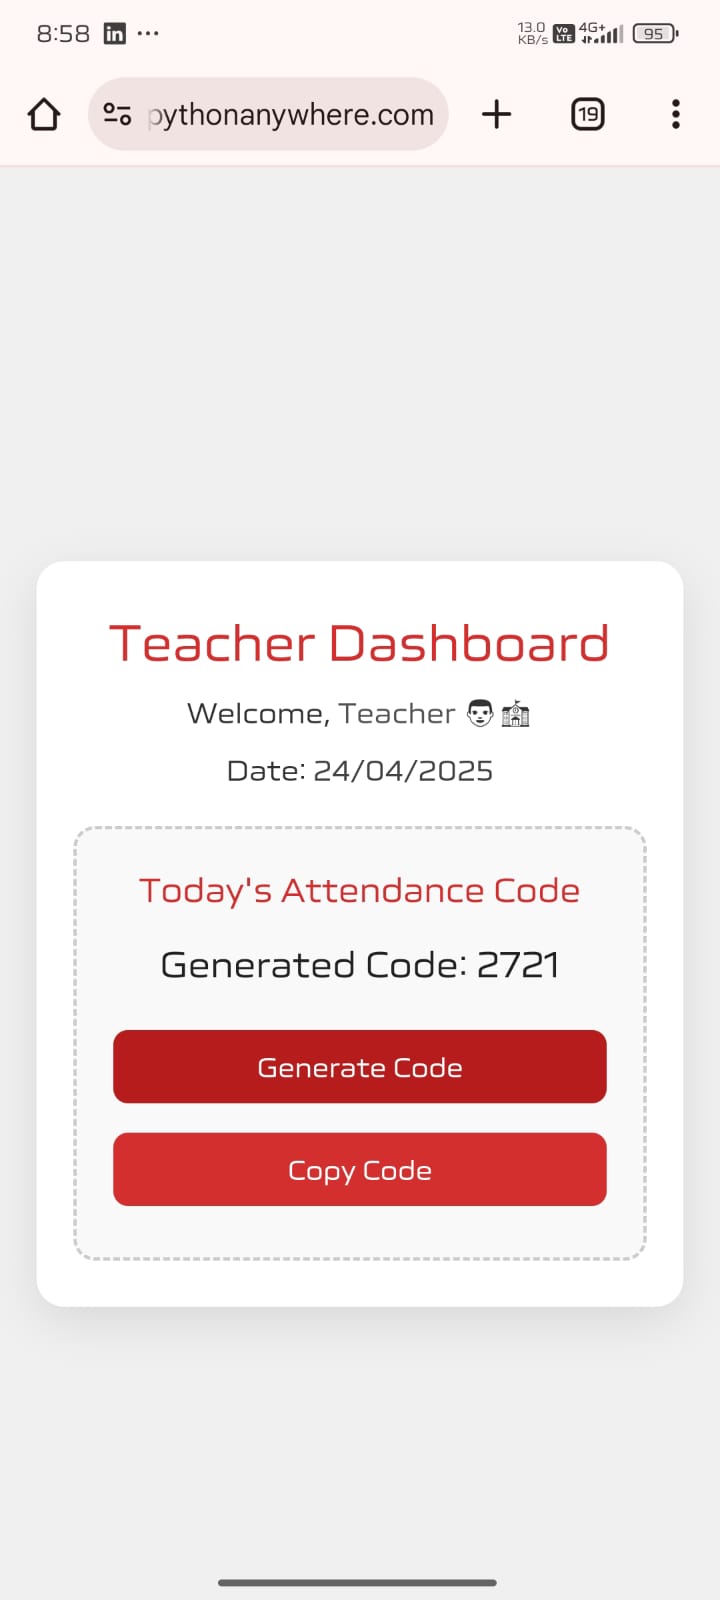 8:58 in ...
13.0 KB/s Vo LTE 4G+ 95
pythonanywhere.com 19
Teacher Dashboard
Welcome, Teacher 👨‍🏫
Date: 24/04/2025
Today's Attendance Code
Generated Code: 2721
Generate Code
Copy Code